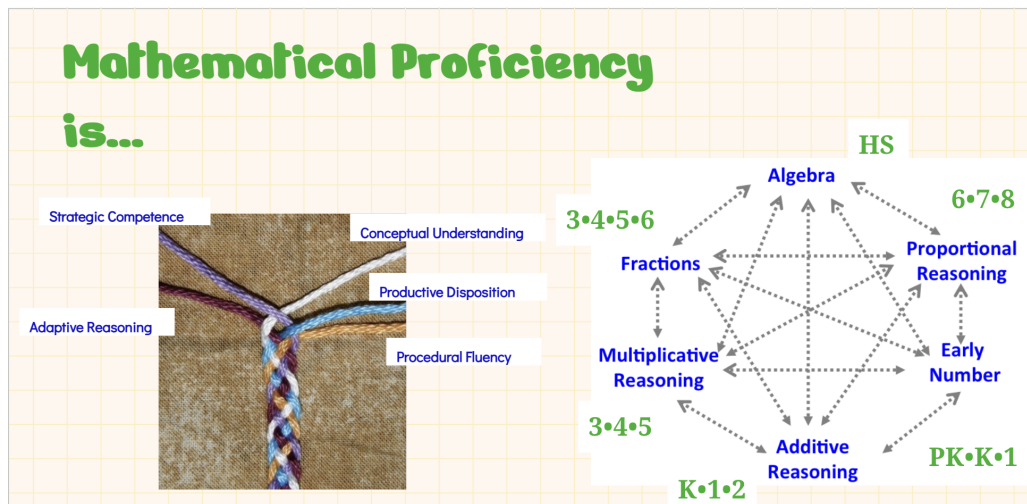 Mathematical Proficiency
is...
Strategic Competence
Conceptual Understanding
Productive Disposition
Adaptive Reasoning
Procedural Fluency
HS
Algebra
3•4•5•6
6•7•8
Fractions
Proportional
Reasoning
Multiplicative
Reasoning
Early
Number
3•4•5
Additive
Reasoning
PK•K•1
K•1•2